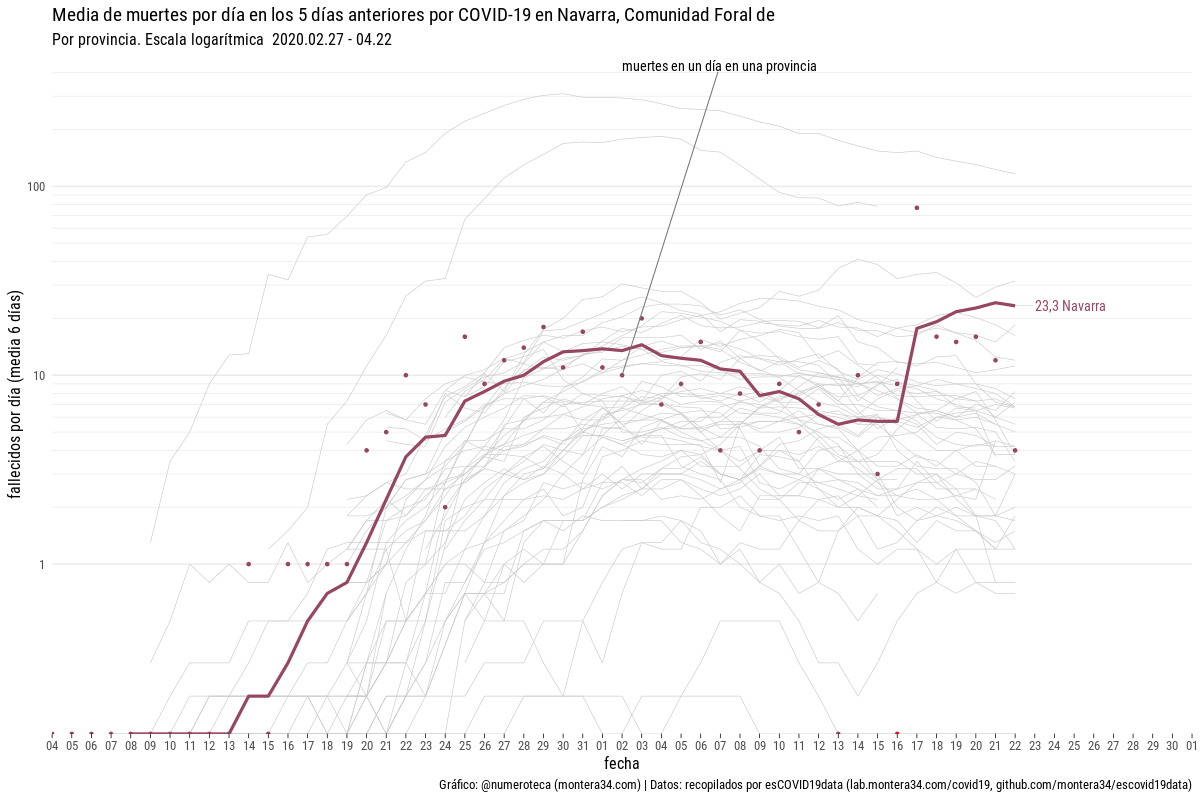 Media de muertes por día en los 5 días anteriores por COVID-19 en Navarra, Comunidad Foral de
Por provincia. Escala logarítmica  2020.02.27 - 04.22
muertes en un día en una provincia
100
10
1
fallecidos por día (media 6 días)
23,3 Navarra
04 05 06 07 08 09 10 11 12 13 14 15 16 17 18 19 20 21 22 23 24 25 26 27 28 29 30 31 01 02 03 04 05 06 07 08 09 10 11 12 13 14 15 16 17 18 19 20 21 22 23 24 25 26 27 28 29 30 01
fecha
Gráfico: @numeroteca (montera34.com) | Datos: recopilados por esCOVID19data (lab.montera34.com/covid19, github.com/montera34/escovid19data)